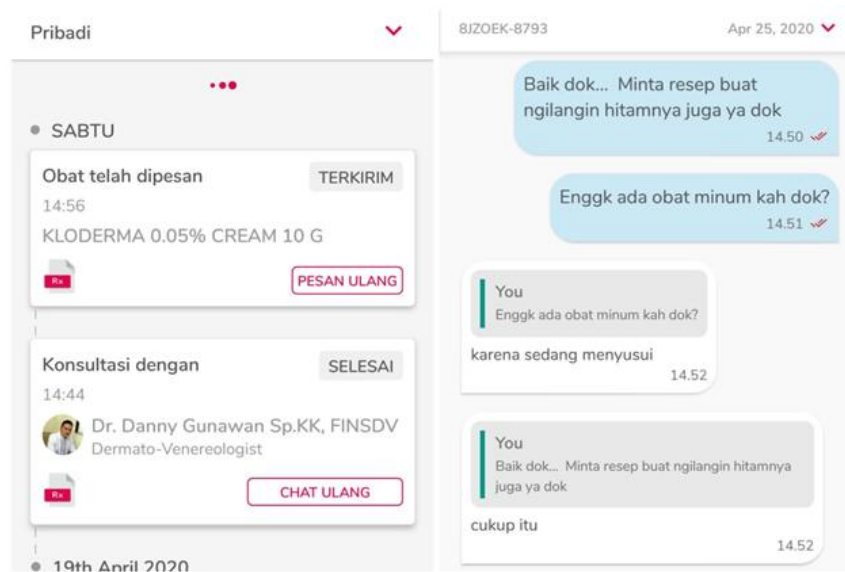 Pribadi
SABTU
Obat telah dipesan
TERKIRIM
14:56
KLODERMA 0.05% CREAM 10 G
Rx
PESAN ULANG
Konsultasi dengan
SELESAI
14:44
Dr. Danny Gunawan Sp.KK, FINSDV
Dermato-Venereologist
Rx
CHAT ULANG
19th April 2020
8JZOEK-8793
Apr 25, 2020
Baik dok... Minta resep buat
ngilangin hitamnya juga ya dok
14.50
Enggk ada obat minum kah dok?
14.51
You
Enggk ada obat minum kah dok?
karena sedang menyusui
14.52
You
Baik dok... Minta resep buat ngilangin hitamnya
juga ya dok
cukup itu
14.52